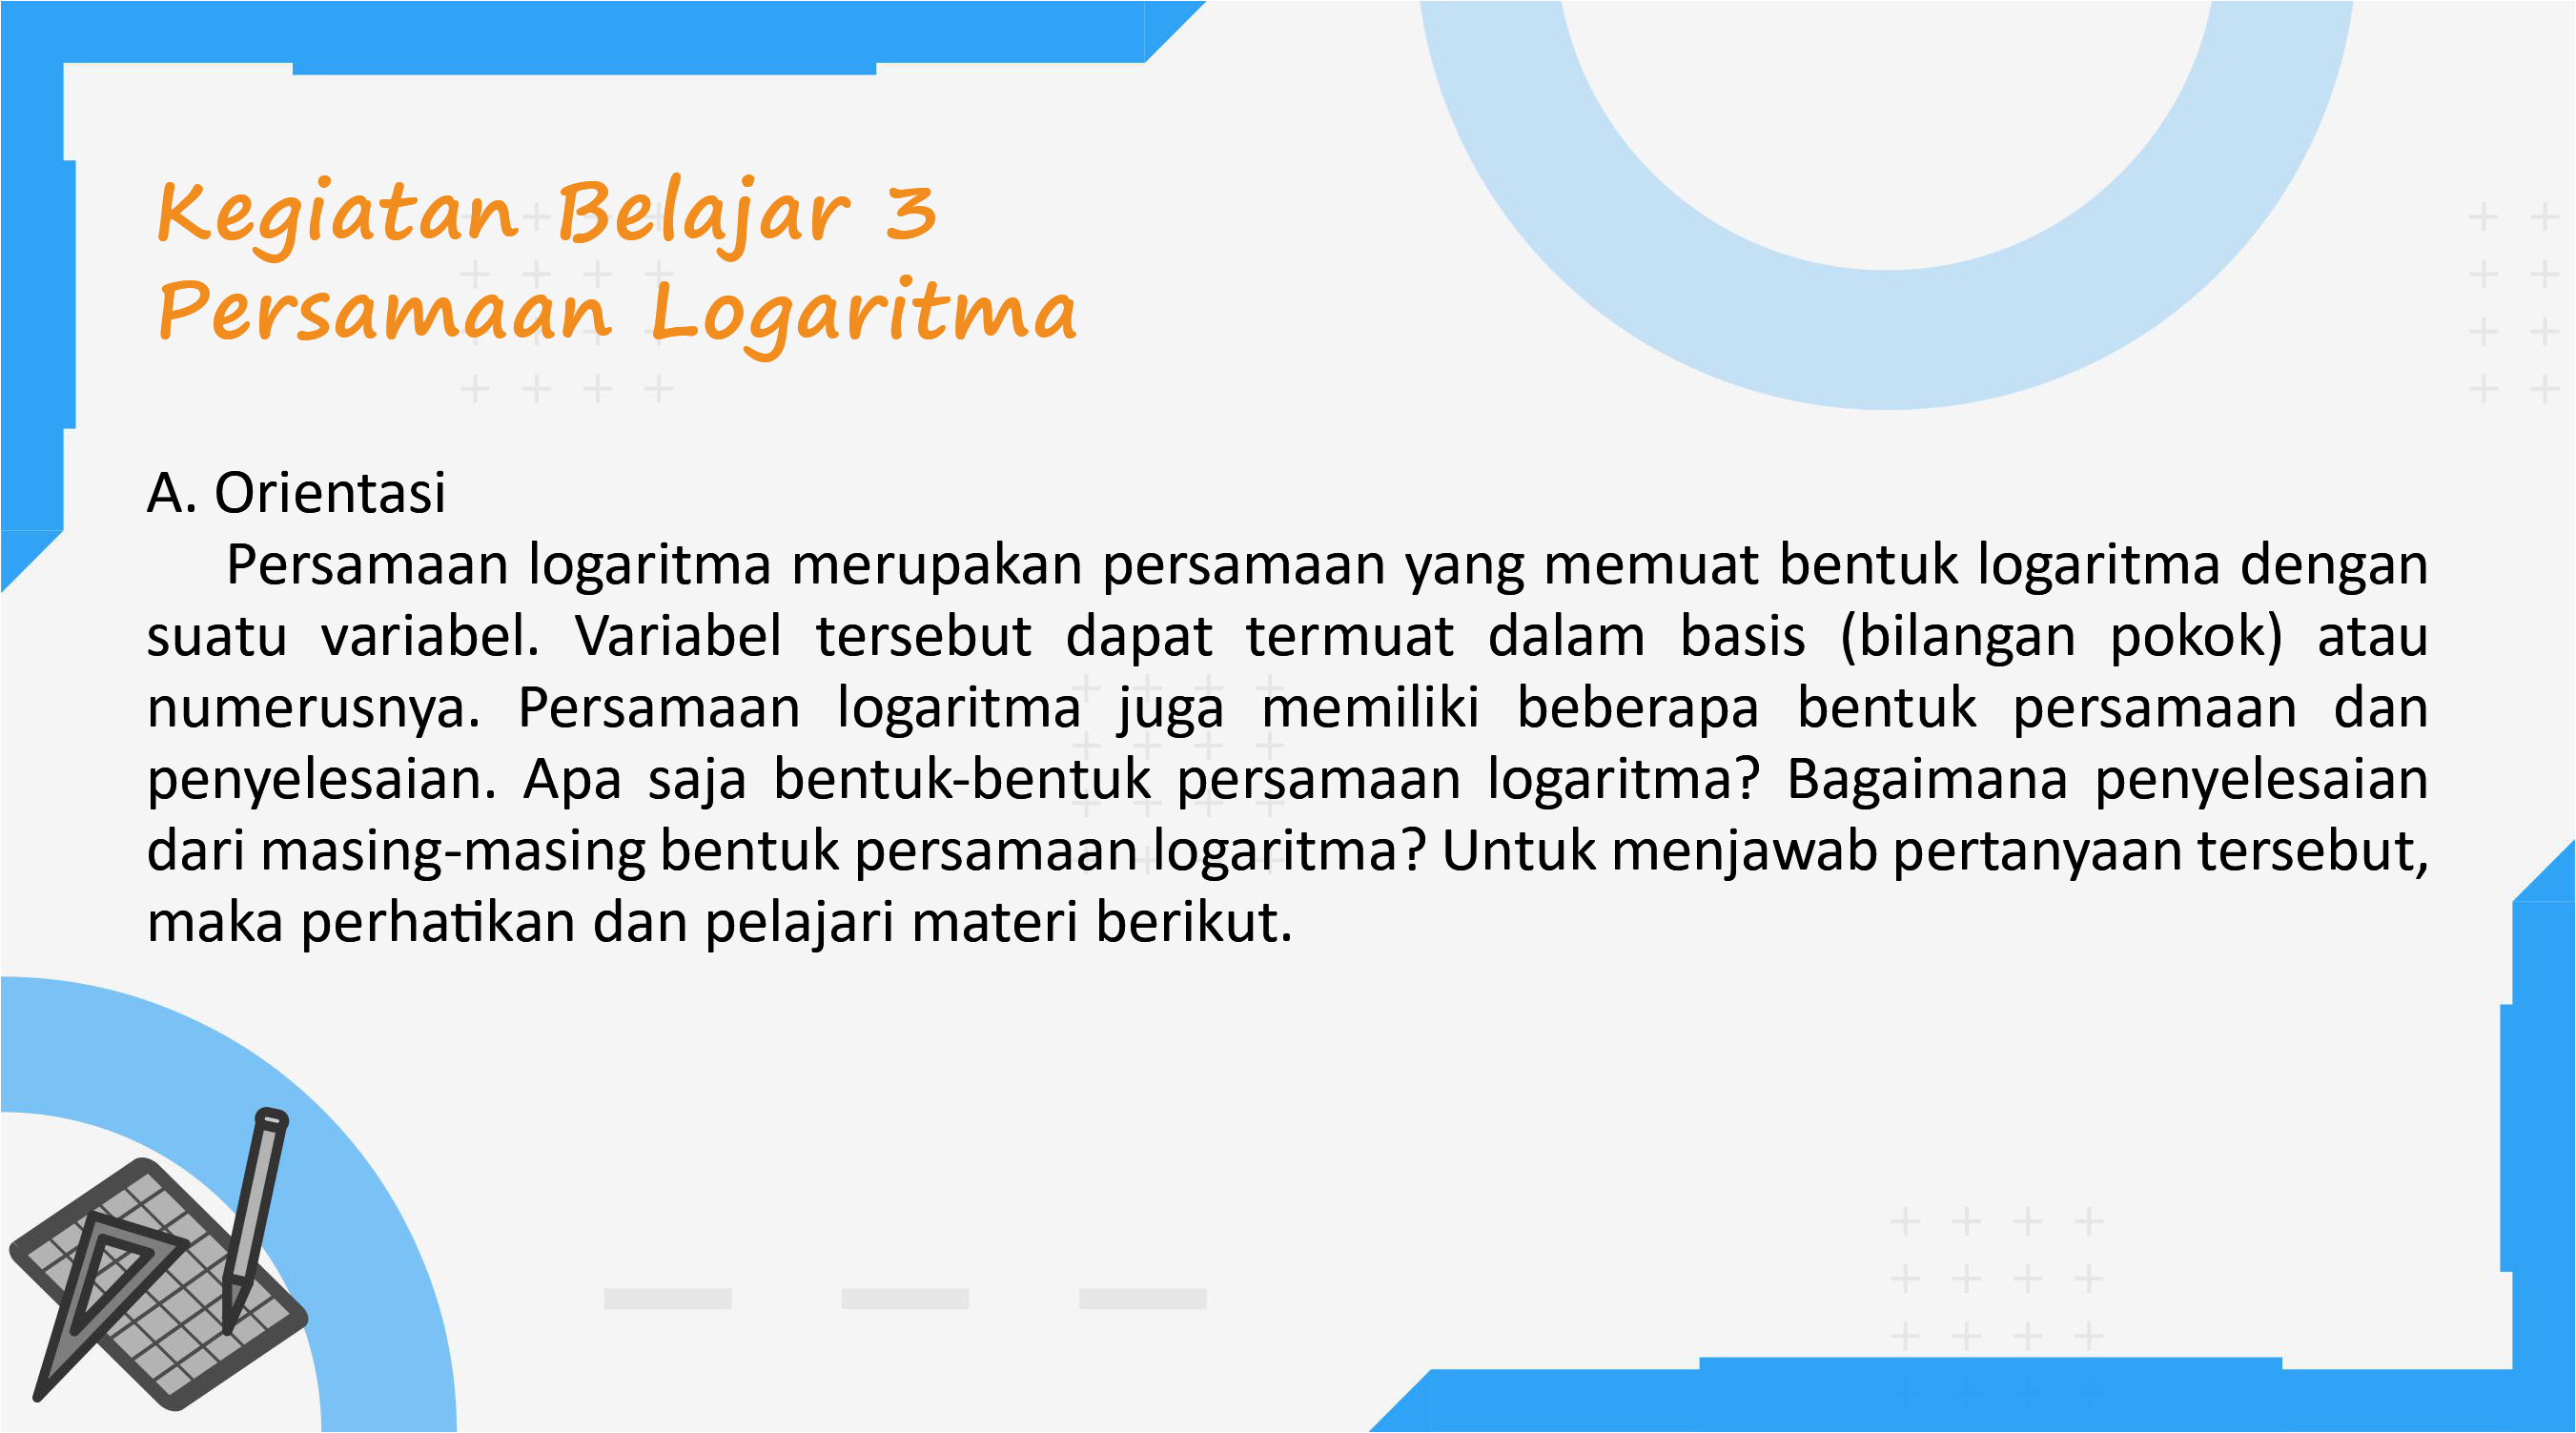 Kegiatan Belajar 3
Persamaan Logaritma
A. Orientasi
Persamaan logaritma merupakan persamaan yang memuat bentuk logaritma dengan
suatu variabel. Variabel tersebut dapat termuat dalam basis (bilangan pokok) atau
numerusnya. Persamaan logaritma juga memiliki beberapa bentuk persamaan dan
penyelesaian. Apa saja bentuk-bentuk persamaan logaritma? Bagaimana penyelesaian
dari masing-masing bentuk persamaan logaritma? Untuk menjawab pertanyaan tersebut,
maka perhatikan dan pelajari materi berikut.